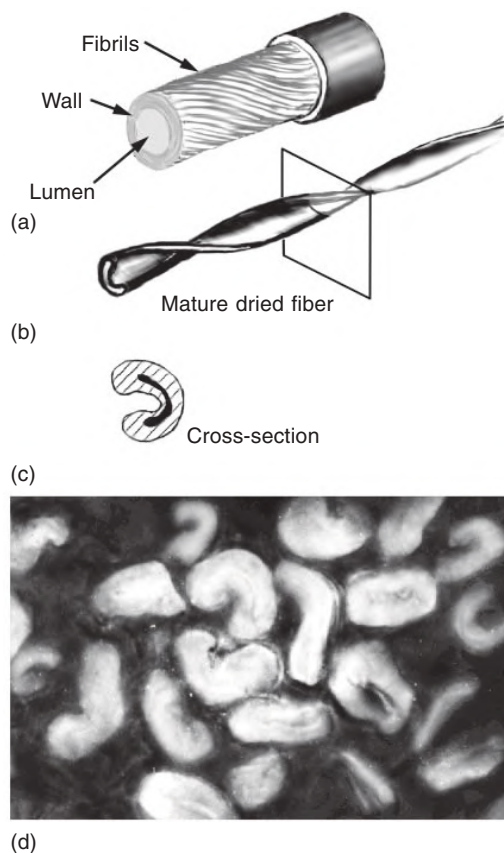 Fibrils
Wall
Lumen
(a)
Mature dried fiber
(b)
Cross-section
(c)
(d)